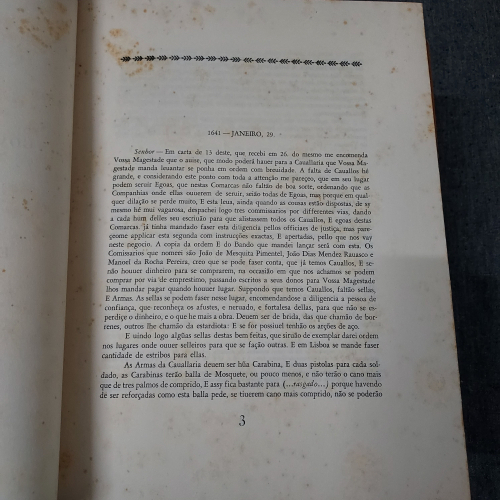 1641 — JANEIRO, 29.
Senhor — Em carta de 13 deste, que recebi em 26. do mesmo me encomenda
Vossa Magestade que o auise, que modo poderá hauer para a Cauallaria que Vossa Ma-
gestade manda leuantar se ponha em ordem com breuidade. A falta de Cauallos hé
grande, e considerando este ponto com toda a attenção me pareçeo, que em seu lugar
podem seruir Egoas, que nestas Comarcas não faltão de boa sorte, ordenando que as
Companhias onde ellas ouuerem de seruir, seião todas de Egoas, mas porque em qual-
quer dilação se perde muito, E esta leua, ainda quando as cousas estão dispostas, de sy
mesmo hé mui vagarosa, despachei logo tres commissarios por differentes vias, dando
a cada hum delles seu escriuão para que alistassem todos os Cauallos, E egoas destas
Comarcas. já tinha mandado fazer esta diligencia pellos officiaes de justiça, mas pare-
geome applicar esta segunda com instrucções exactas, E apertadas, pello que nos vay
neste negocio. A copia da ordem E do Bando que mandei lançar será com esta. Os
Comissarios que nomeei são João de Mesquita Pimentel, João Dias Mendez Rauasco e
Manoel da Rocha Pereira, creo que se pode fazer conta, que já temos Cauallos, E se-
não houuer dinheiro para se comprarem, na occasião em que nos achamos se podem
comprar por via de emprestimo, passando escritos a seus donos para Vossa Magestade
lhos mandar pagar quando houuer lugar. Suppondo que temos Cauallos, faltão sellas,
E Armas. As sellas se podem fazer nesse lugar, encomendandose a diligencia a pessoa de
confiança, que reconheça os afustes, e neruado, e fortalesa dellas, para que não se es-
perdiçe o dinheiro, e o que he mais a obra. Deuem ser de brida, das que chamão de bor-
renes, outros lhe chamão da estardiota: E se for possiuel tenhão os arções de aço.
E uindo logo algũas sellas destas bem feitas, que siruão de exemplar darei ordem
nos lugares onde ouuer selleiros para que se fação outras. E em Lisboa se mande fazer
cantidade de estribos para ellas.
As Armas da Cauallaria deuem ser hũa Carabina, E duas pistolas para cada sol-
dado, as Carabinas terão balla de Mosquete, ou pouco menos, e não terão o cano mais
que de tres palmos de comprido, E assy fica bastante para (...rasgado...) porque havendo
de ser reforçadas como esta balla pede, se tiuerem cano mais comprido, não se poderão
3